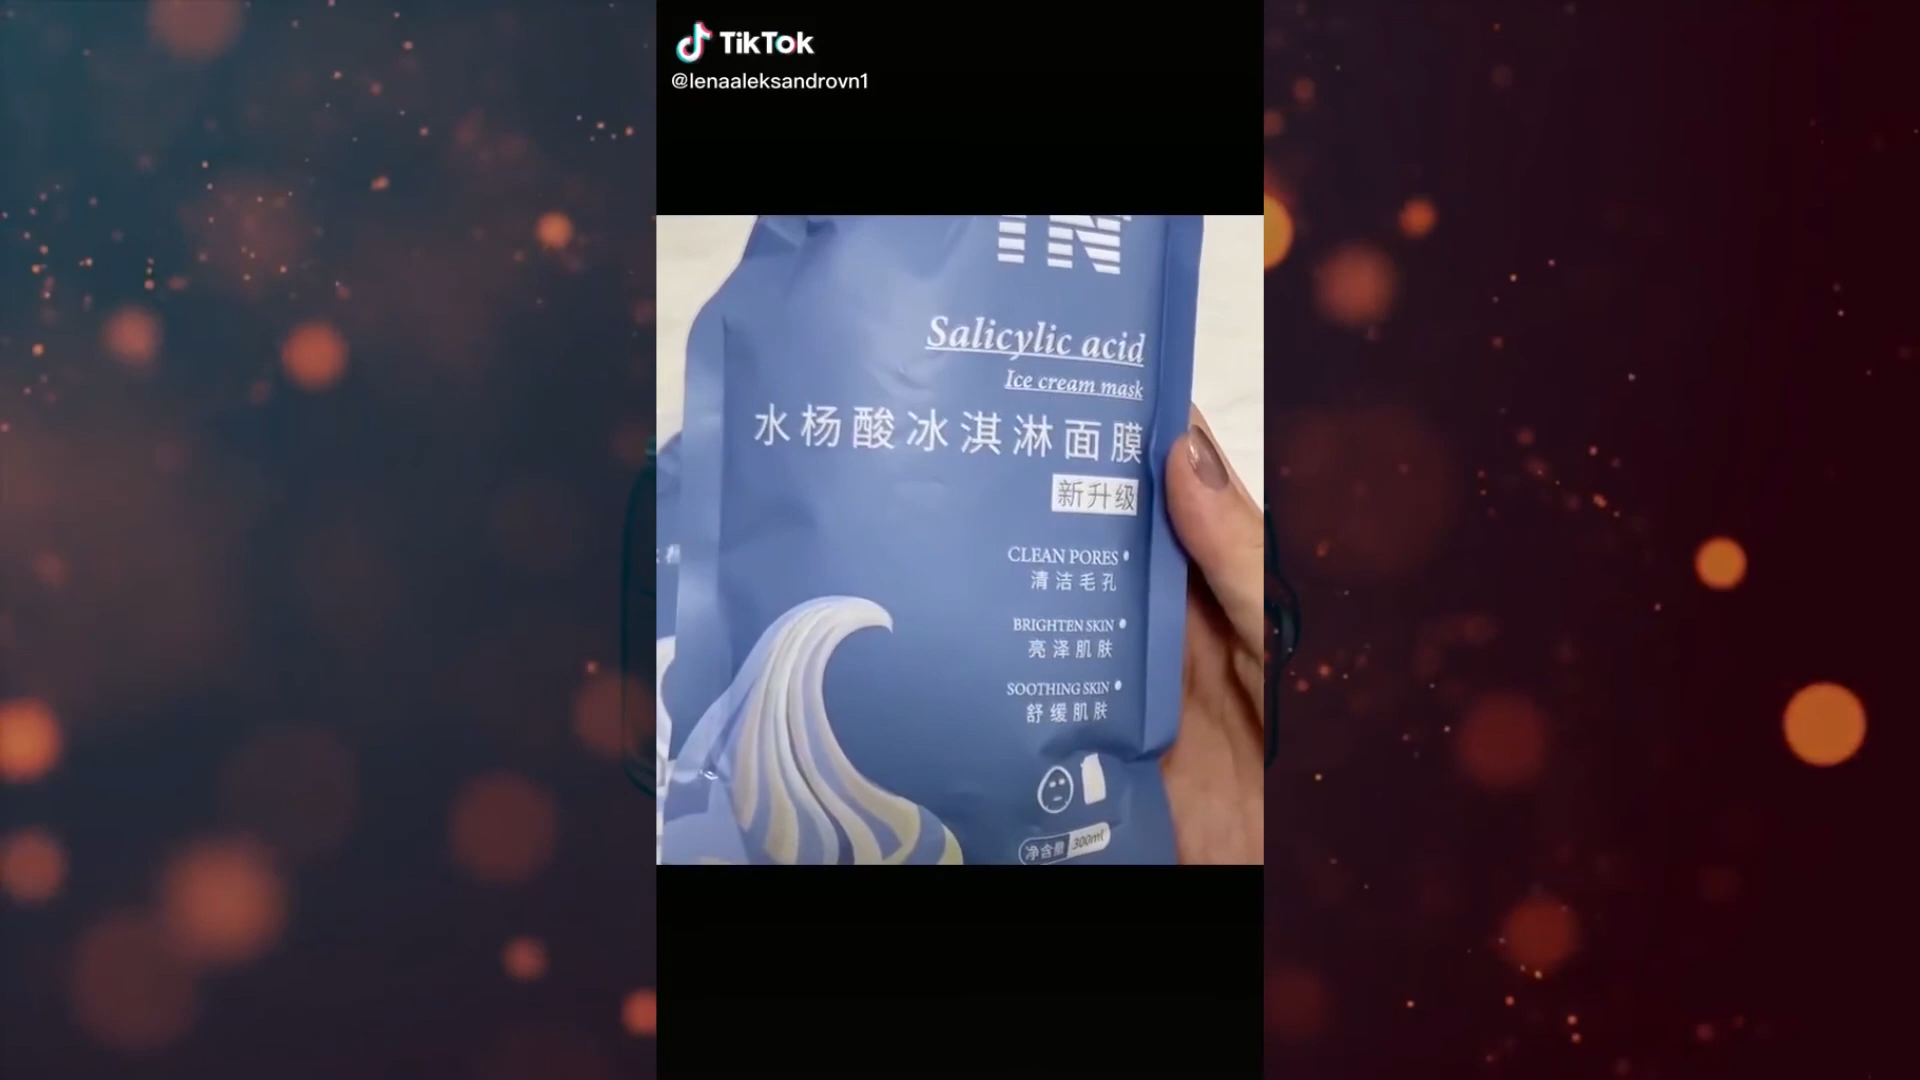 TikTok
@lenaaleksandrovn1
Salicylic acid
Ice cream mask
水杨酸冰淇淋面膜
新升级
CLEAN PORES
清洁毛孔
BRIGHTEN SKIN
亮泽肌肤
SOOTHING SKIN
舒缓肌肤
净含量 300ml